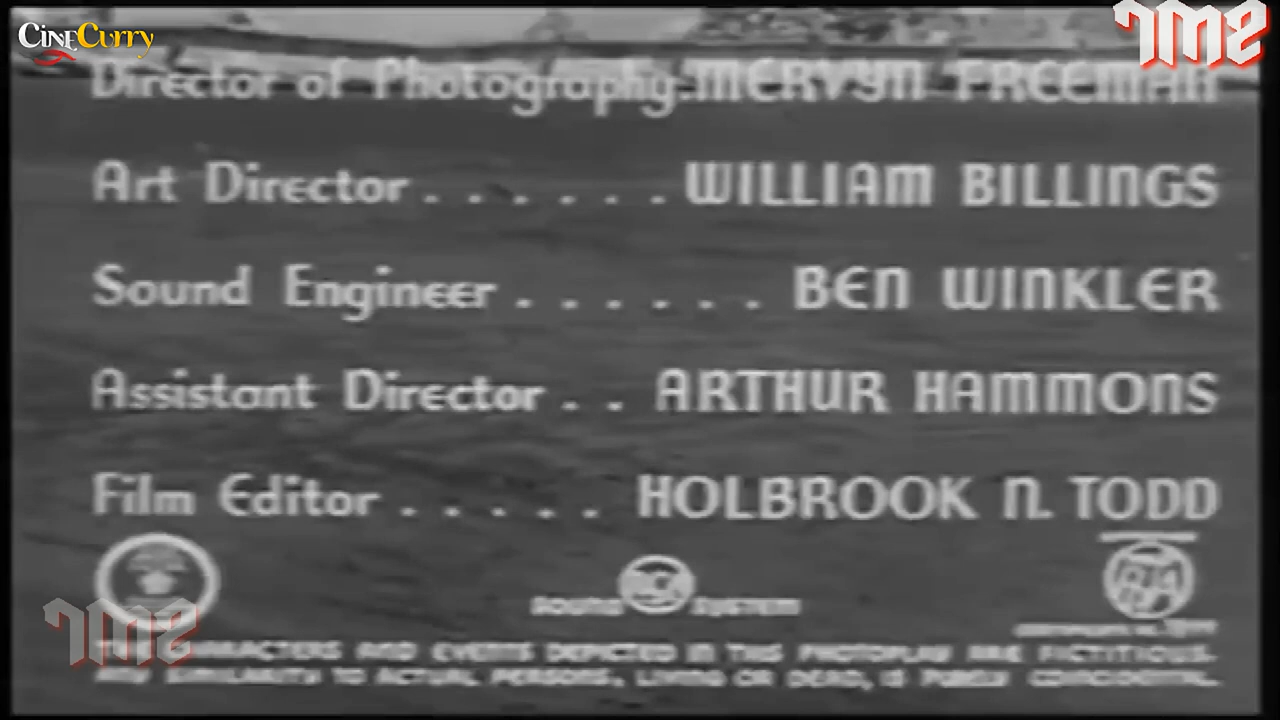 CINECURRY
Director of Photography..MERVYN FREEMAN
Art Director . . . . . . WILLIAM BILLINGS
Sound Engineer . . . . . . BEN WINKLER
Assistant Director . . ARTHUR HAMMONS
Film Editor . . . . . HOLBROOK N. TODD
RCA
SOUND SYSTEM
CHARACTERS AND EVENTS DEPICTED IN THIS PHOTOPLAY ARE FICTITIOUS.
ANY SIMILARITY TO ACTUAL PERSONS, LIVING OR DEAD, IS PURELY COINCIDENTAL.